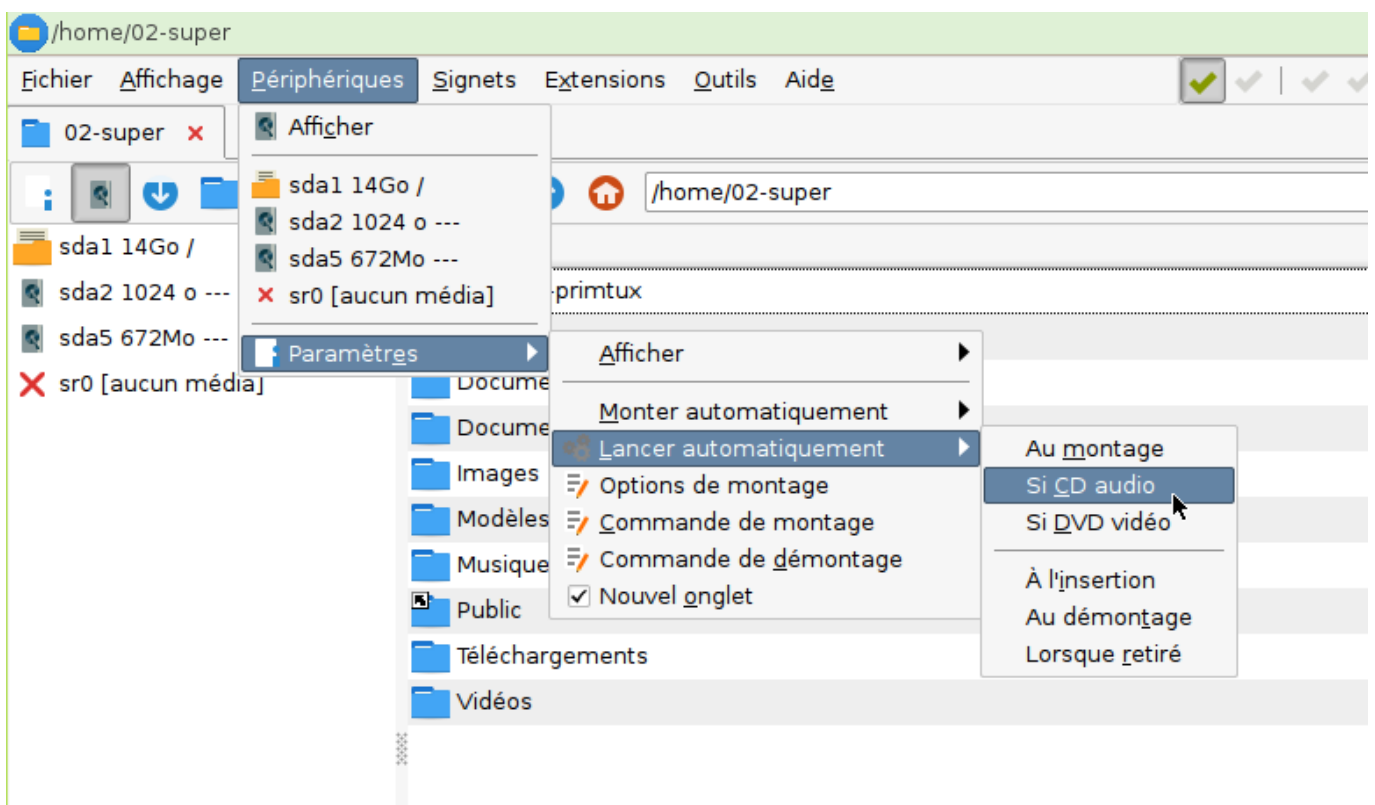 /home/02-super
Fichier Affichage Périphériques Signets Extensions Outils Aide
02-super
Afficher
sda1 14Go /
sda2 1024 o ---
sda5 672Mo ---
sr0 [aucun média]
Paramètres
/home/02-super
sda1 14Go /
sda2 1024 o ---
sda5 672Mo ---
sr0 [aucun média]
-primtux
Docume
Docume
Images
Modèles
Musique
Public
Téléchargements
Vidéos
Afficher
Monter automatiquement
Lancer automatiquement
Options de montage
Commande de montage
Commande de démontage
Nouvel onglet
Au montage
Si CD audio
Si DVD vidéo
À l'insertion
Au démontage
Lorsque retiré